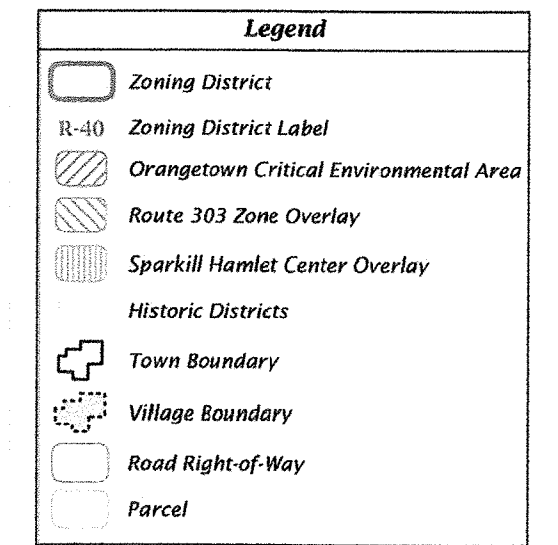 Legend
Zoning District
R-40 Zoning District Label
Orangetown Critical Environmental Area
Route 303 Zone Overlay
Sparkill Hamlet Center Overlay
Historic Districts
Town Boundary
Village Boundary
Road Right-of-Way
Parcel